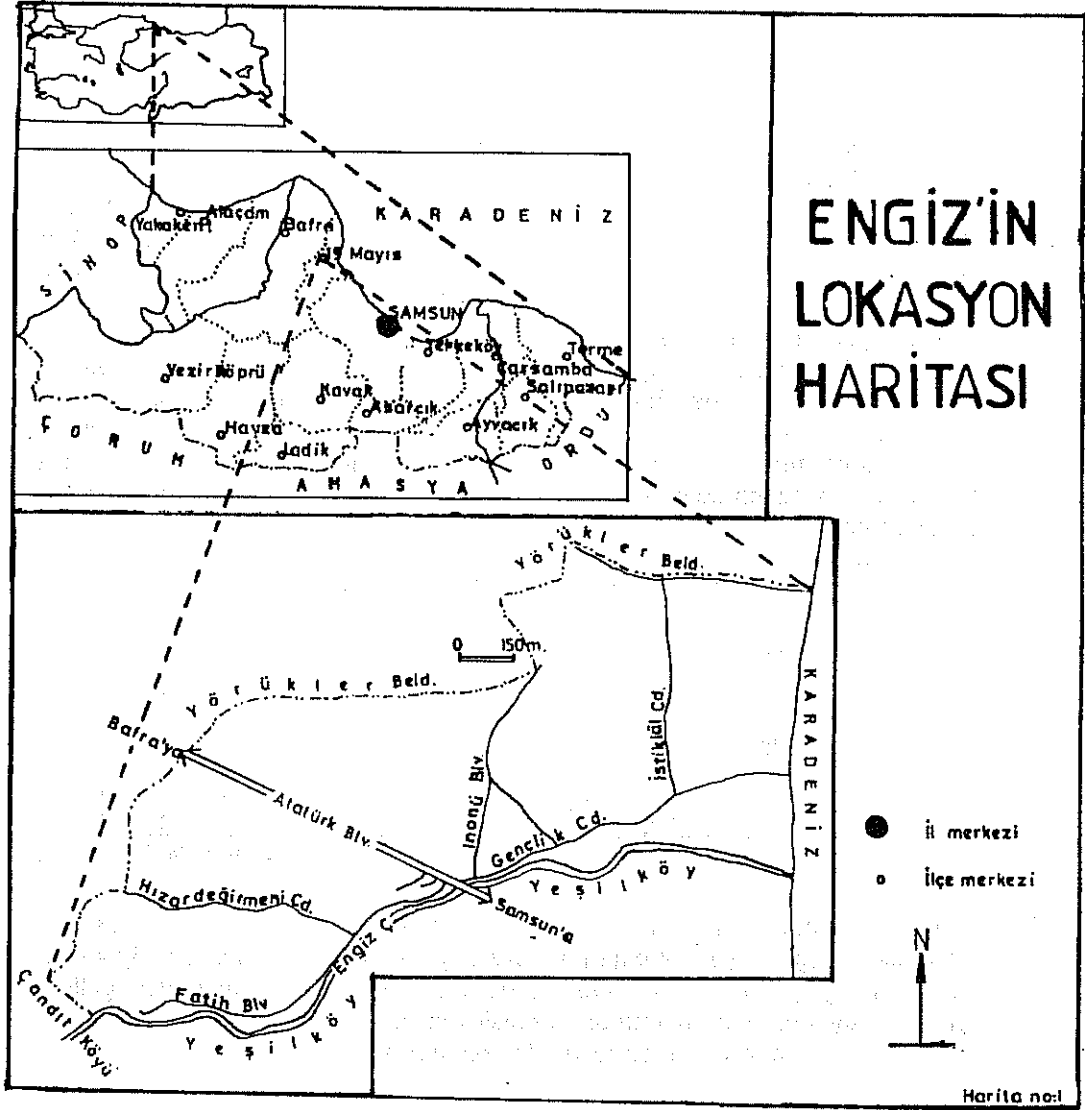 ENGİZ'İN
LOKASYON
HARİTASI
KARADENİZ
SİNOP
Yakakent
Alaçam
Bafra
19 Mayıs
SAMSUN
Tekkeköy
Terme
Çarşamba
Salıpazarı
Vezirköprü
Kavak
Asarcık
Ayvacık
Havza
Ladik
ÇORUM
AMASYA
ORDU
Yörükler Beld.
0 150m.
Yörükler Beld.
KARADENİZ
Bafra'ya
Atatürk Blv.
İnönü Blv.
İstiklâl Cd.
Gençlik Cd.
Yeşilköy
Samsun'a
Hızardeğirmeni Cd.
Engiz Ç.
Fatih Blv
Yeşilköy
Çandır Köyü
İl merkezi
İlçe merkezi
N
Harita no:1